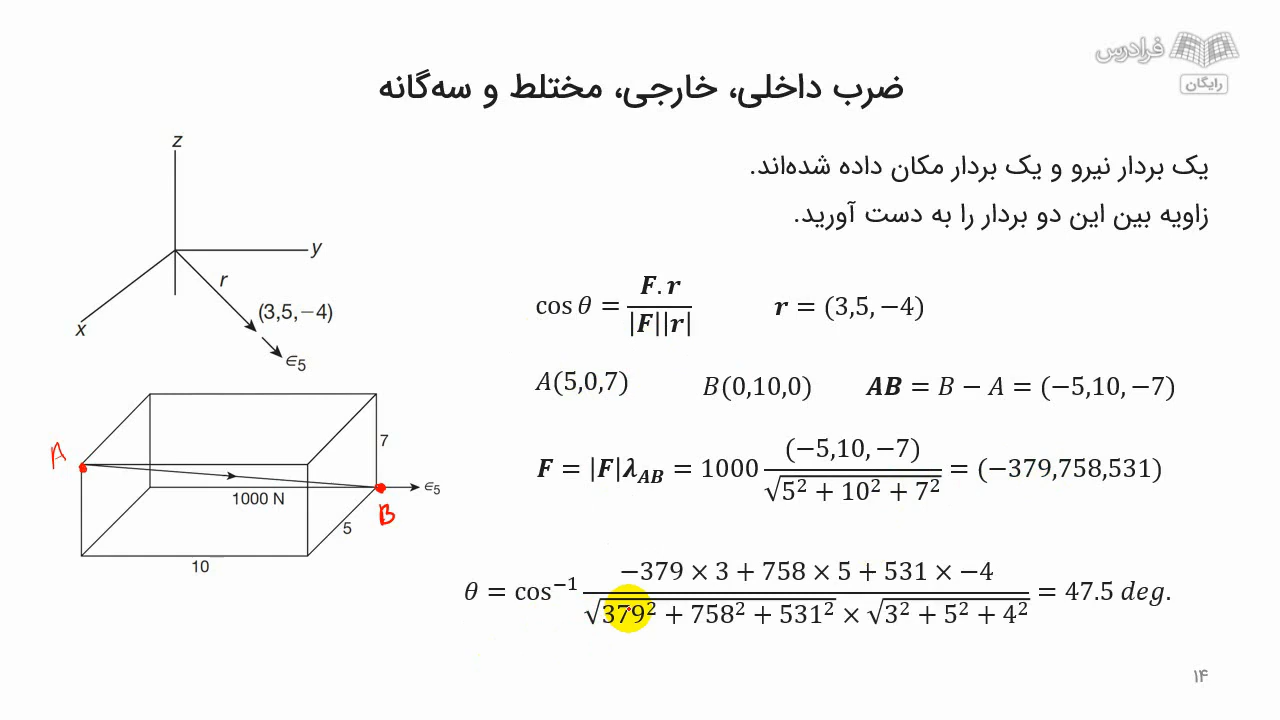 فرادرس
رایگان
ضرب داخلی، خارجی، مختلط و سه‌گانه
یک بردار نیرو و یک بردار مکان داده شده‌اند.
زاویه بین این دو بردار را به دست آورید.
z
y
r
(3,5,−4)
x
∈5
cos θ = F.r / |F||r|
r = (3,5,−4)
A(5,0,7)
B(0,10,0)
AB = B − A = (−5,10,−7)
A
7
1000 N
∈5
B
5
10
F = |F|λAB = 1000 (−5,10,−7) / √(5² + 10² + 7²) = (−379,758,531)
θ = cos⁻¹ (−379 × 3 + 758 × 5 + 531 × −4) / (√(379² + 758² + 531²) × √(3² + 5² + 4²)) = 47.5 deg.
۱۴